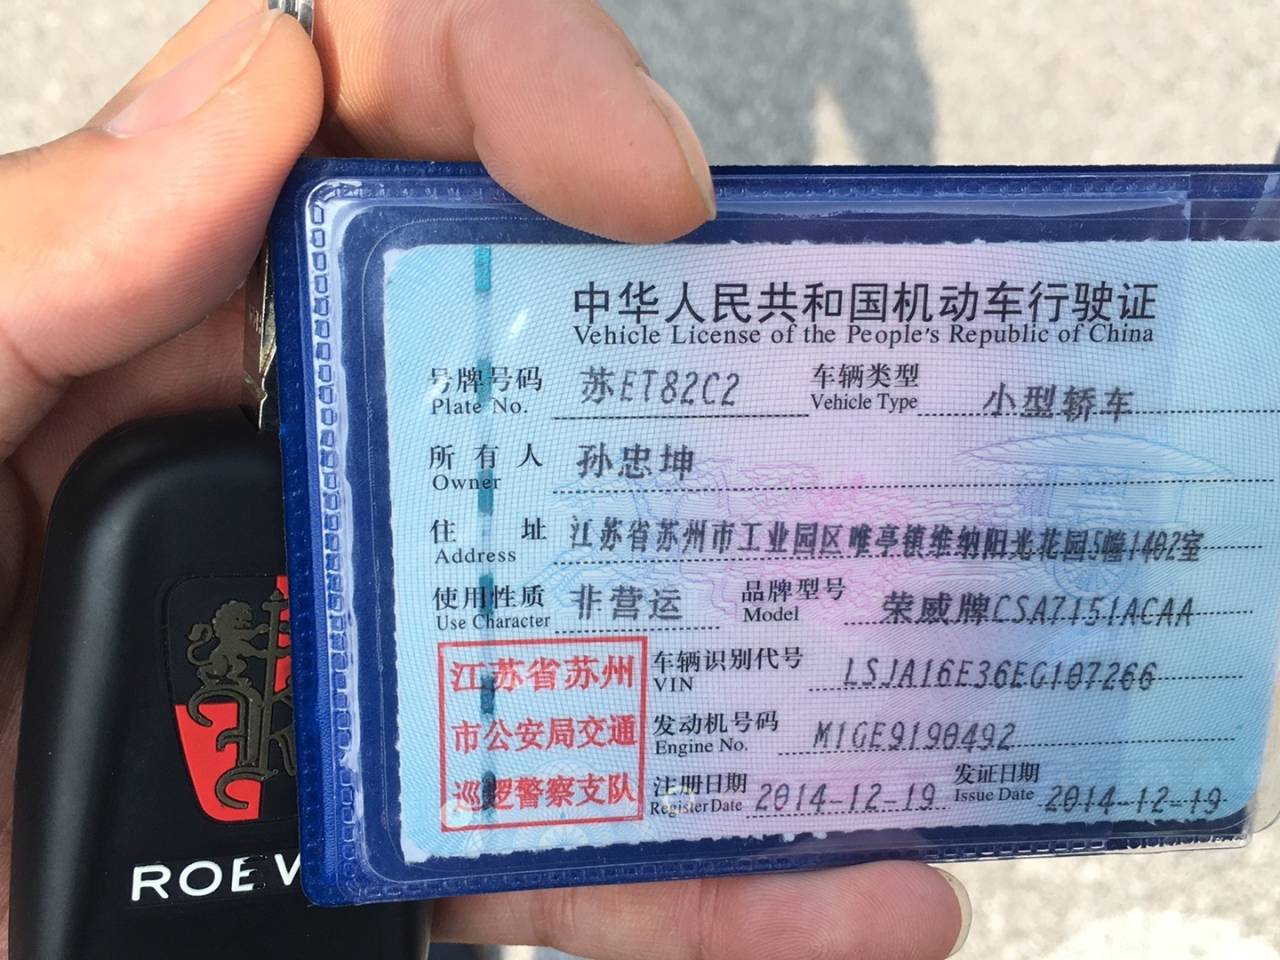 中华人民共和国机动车行驶证
Vehicle License of the People's Republic of China
号牌号码 苏ET82C2 车辆类型 小型轿车
Plate No. Vehicle Type
所有人 孙忠坤
Owner
住址 江苏省苏州市工业园区唯亭镇维纳阳光花园5幢1402室
Address
使用性质 非营运 品牌型号 荣威牌CSA7151ACAA
Use Character Model
江苏省苏州
市公安局交通
巡逻警察支队
车辆识别代号 LSJA16E36EG107266
VIN
发动机号码 M1GE9190492
Engine No.
注册日期 2014-12-19 发证日期 2014-12-19
Register Date Issue Date
ROEW